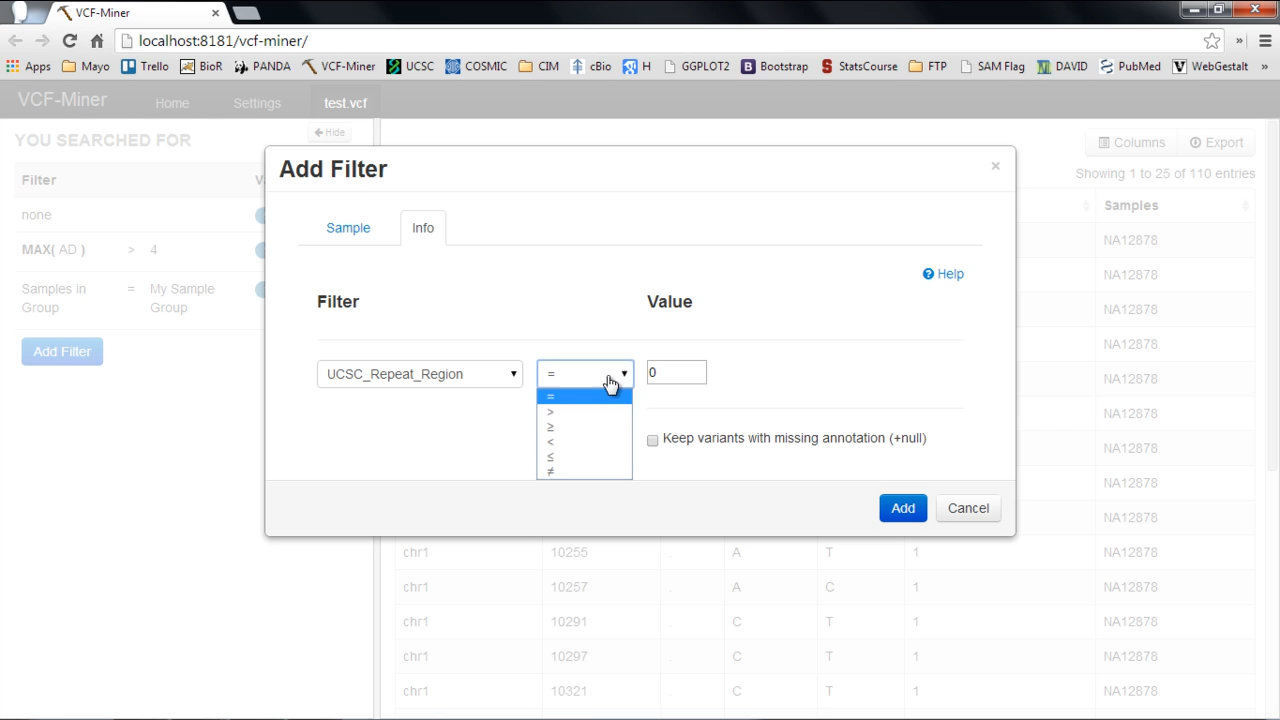 VCF-Miner
localhost:8181/vcf-miner/
Apps Mayo Trello BioR PANDA VCF-Miner UCSC COSMIC CIM cBio H GGPLOT2 Bootstrap StatsCourse FTP SAM Flag DAVID PubMed WebGestalt »
VCF-Miner Home Settings test.vcf
YOU SEARCHED FOR
Hide
Columns Export
Showing 1 to 25 of 110 entries
Filter
none
MAX( AD ) > 4
Samples in Group = My Sample Group
Add Filter
Add Filter ×
Sample Info
Help
Filter Value
UCSC_Repeat_Region = 0
=
>
≥
<
≤
≠
Keep variants with missing annotation (+null)
Add Cancel
Samples
NA12878
NA12878
NA12878
NA12878
NA12878
NA12878
NA12878
NA12878
NA12878
chr1 10255 . A T 1 NA12878
chr1 10257 . A C 1 NA12878
chr1 10291 . C T 1 NA12878
chr1 10297 . C T 1 NA12878
chr1 10321 . C T 1 NA12878